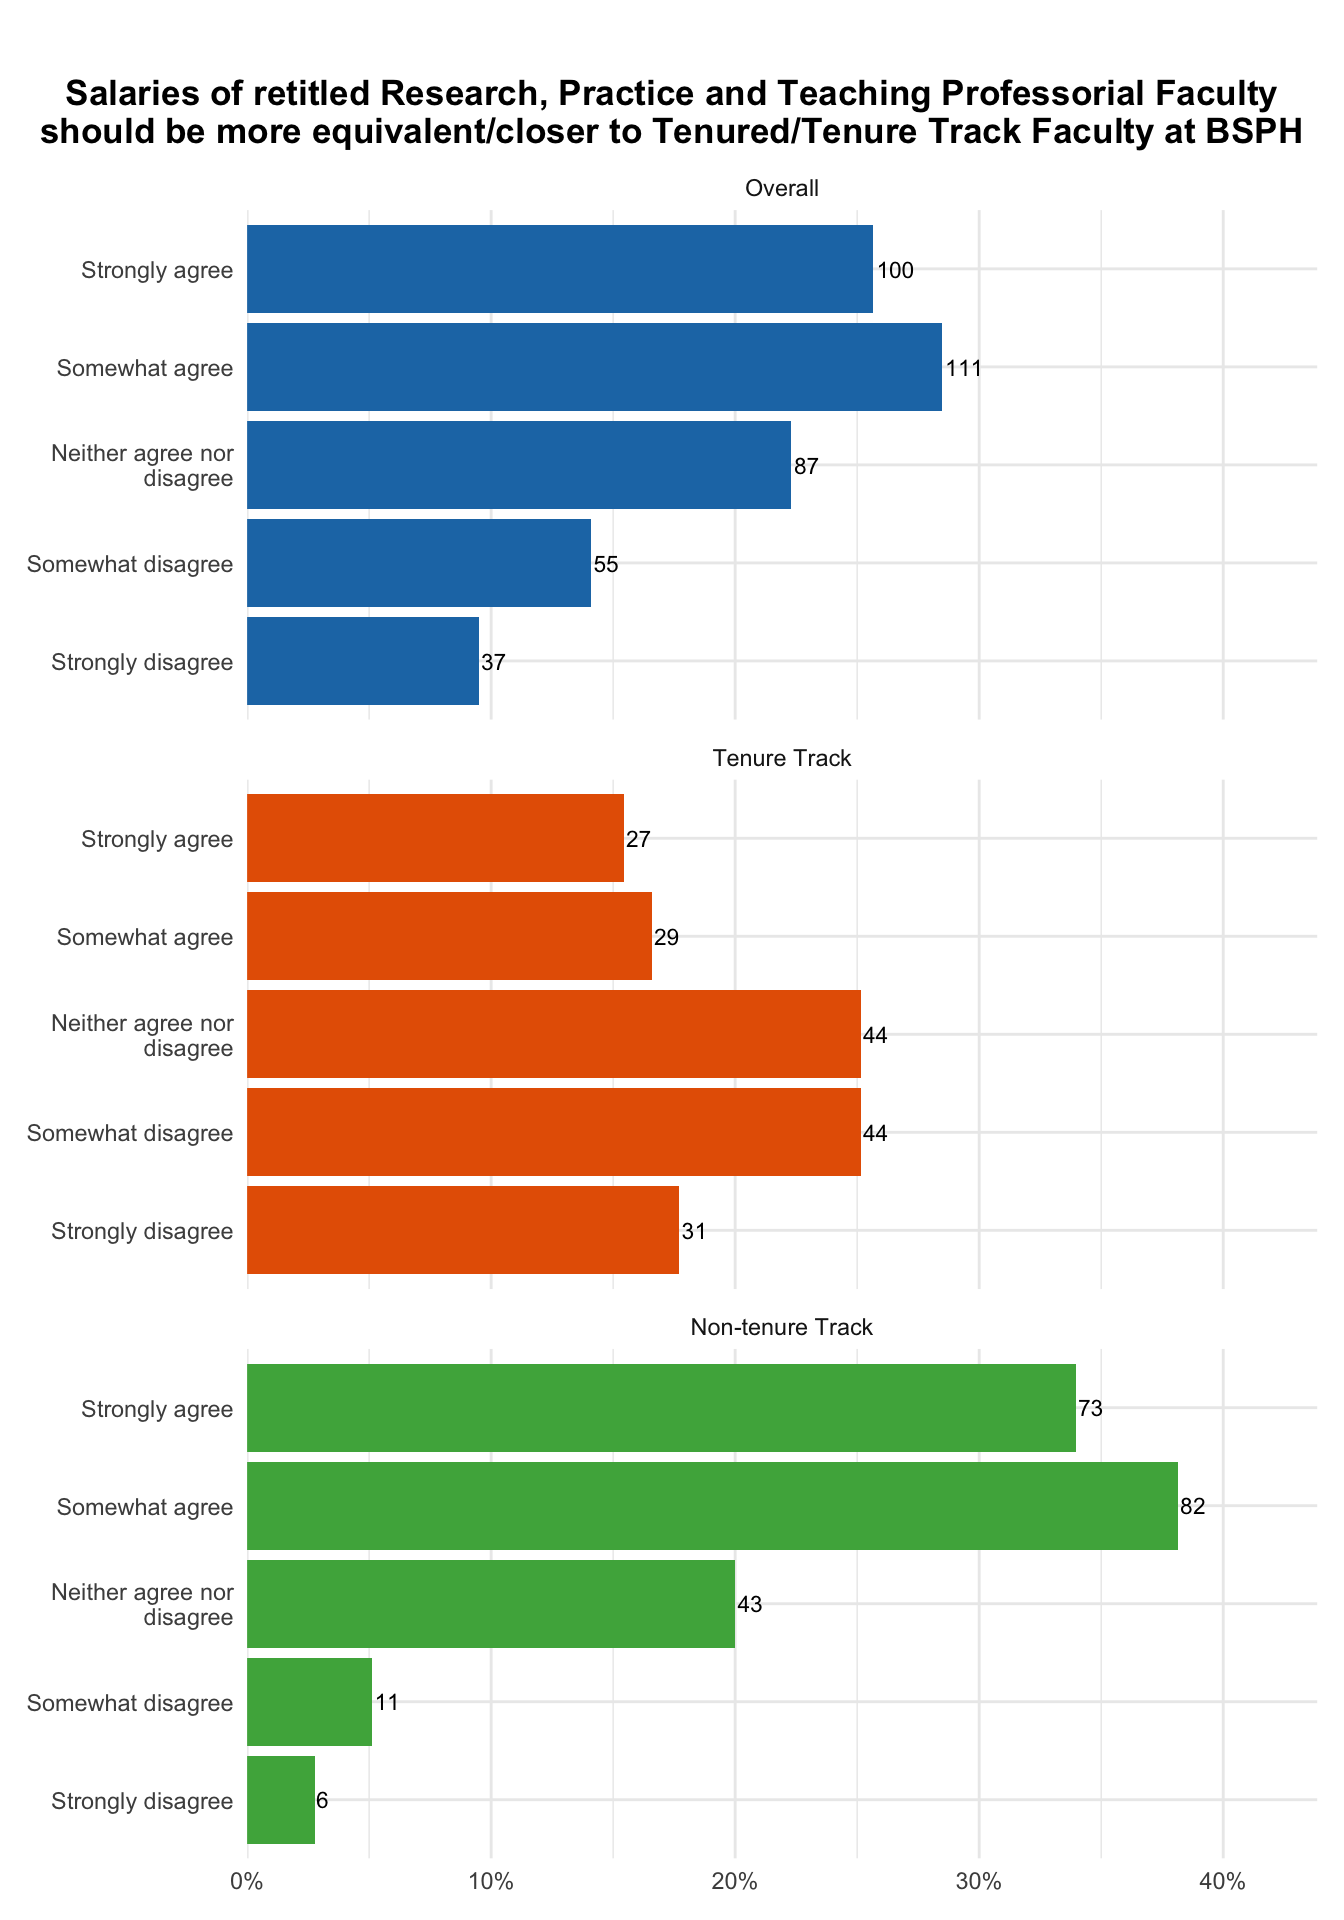 Salaries of retitled Research, Practice and Teaching Professorial Faculty
should be more equivalent/closer to Tenured/Tenure Track Faculty at BSPH
Overall
Strongly agree
100
Somewhat agree
111
Neither agree nor
disagree
87
Somewhat disagree
55
Strongly disagree
37
Tenure Track
Strongly agree
27
Somewhat agree
29
Neither agree nor
disagree
44
Somewhat disagree
44
Strongly disagree
31
Non-tenure Track
Strongly agree
73
Somewhat agree
82
Neither agree nor
disagree
43
Somewhat disagree
11
Strongly disagree
6
0% 10% 20% 30% 40%